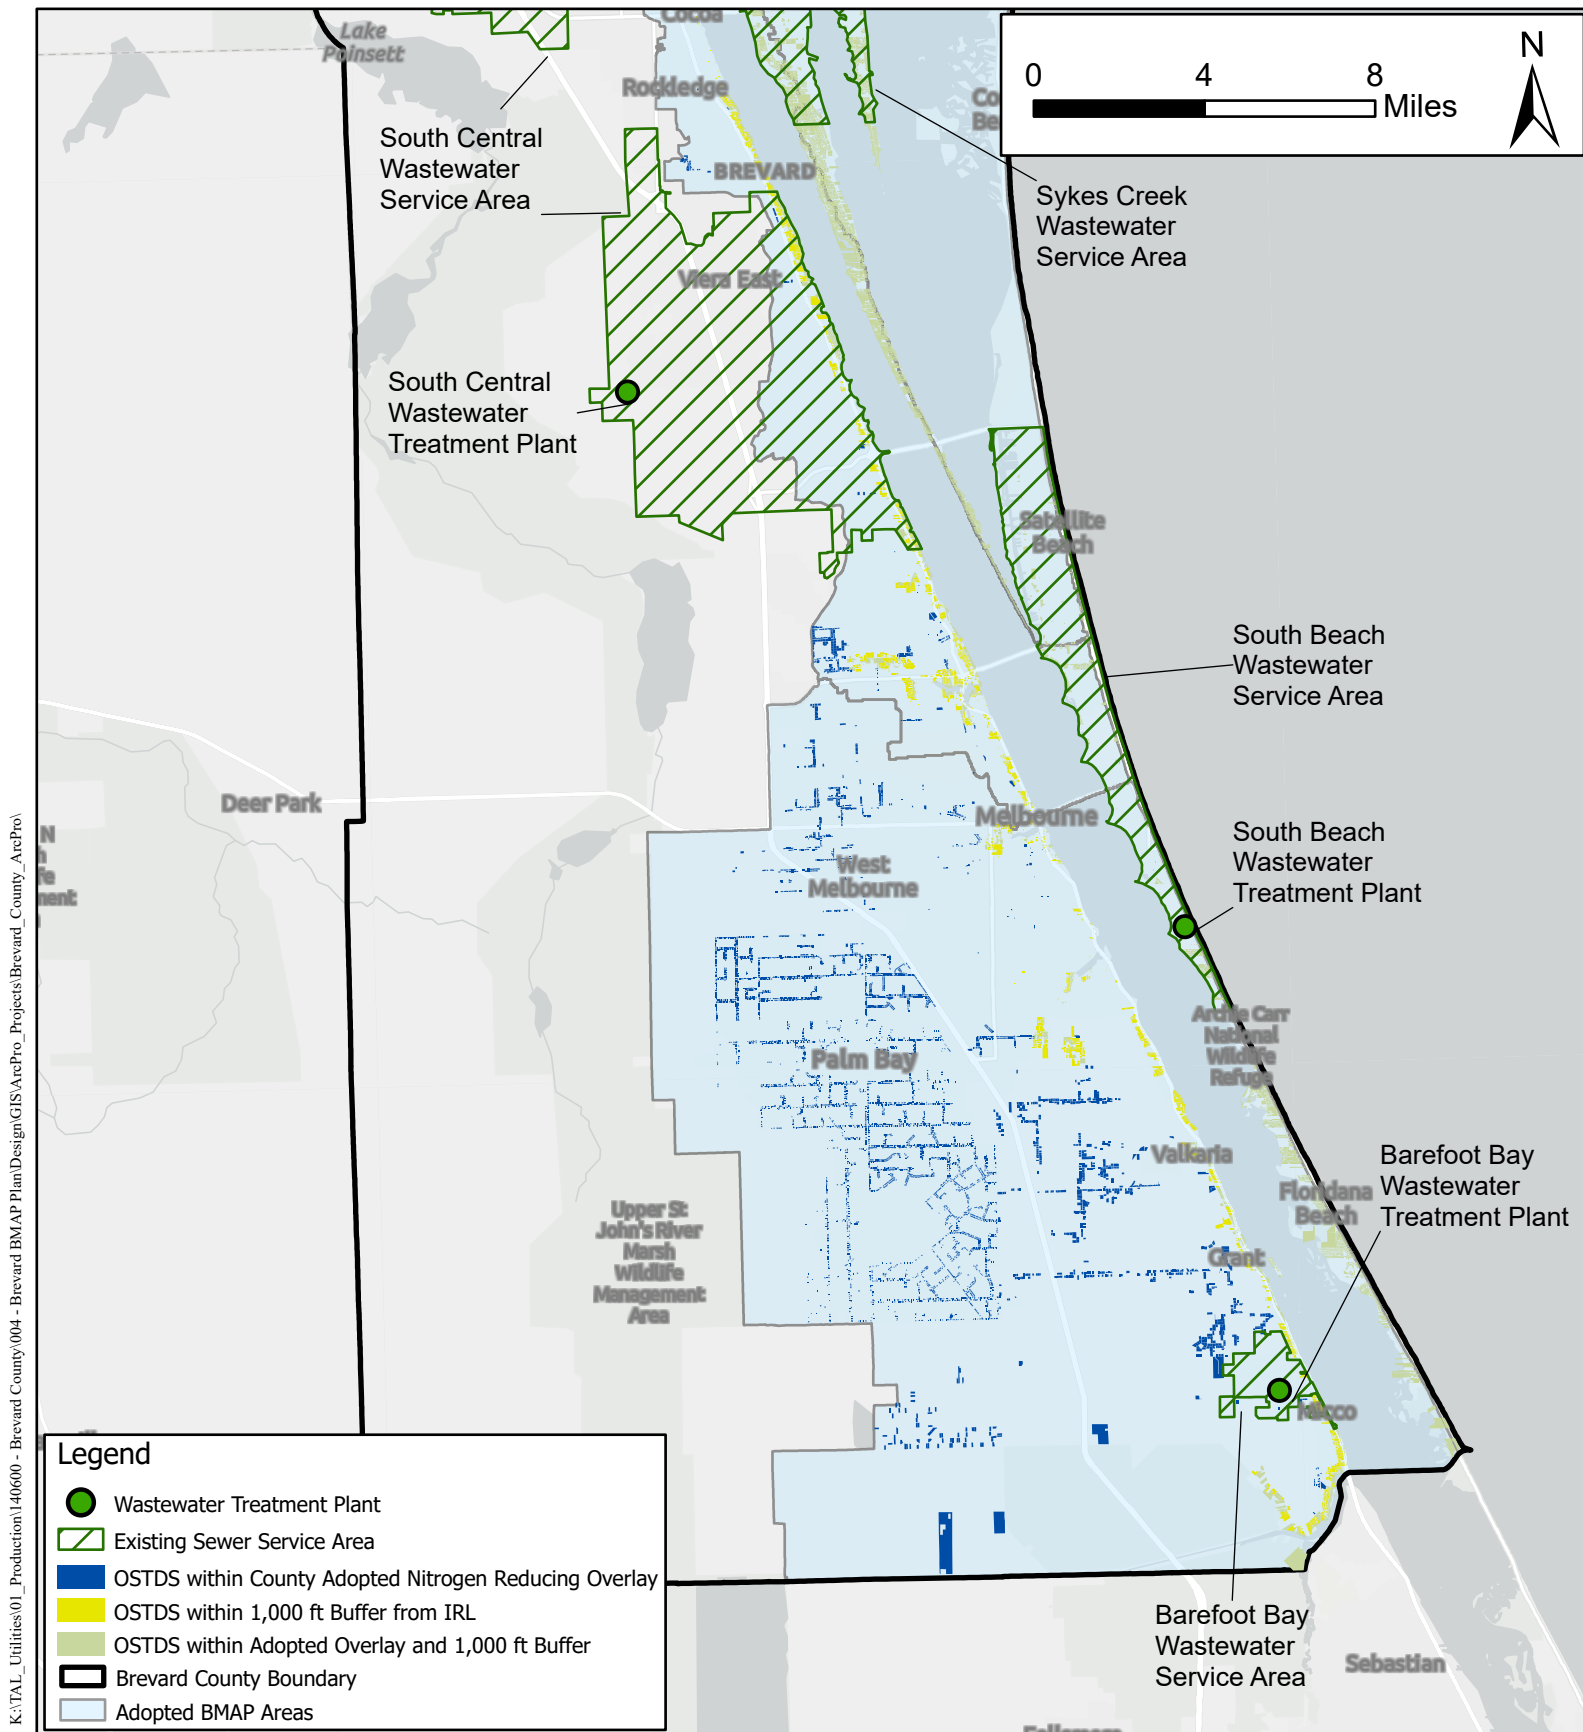 Cocoa
Lake
Poinsett
Rockledge
0
4
8
Miles
N
South Central
Wastewater
Service Area
BREVARD
Sykes Creek
Wastewater
Service Area
Viera East
South Central
Wastewater
Treatment Plant
Satellite
Beach
South Beach
Wastewater
Service Area
Deer Park
Melbourne
West
Melbourne
South Beach
Wastewater
Treatment Plant
Archie Carr
National
Wildlife
Refuge
Palm Bay
Valkaria
Barefoot Bay
Wastewater
Treatment Plant
Floridana
Beach
Upper St
John's River
Marsh
Wildlife
Management
Area
Grant
Micco
Legend
Wastewater Treatment Plant
Existing Sewer Service Area
OSTDS within County Adopted Nitrogen Reducing Overlay
OSTDS within 1,000 ft Buffer from IRL
OSTDS within Adopted Overlay and 1,000 ft Buffer
Brevard County Boundary
Adopted BMAP Areas
Barefoot Bay
Wastewater
Service Area
Sebastian
K:\TAL_Utilities\01_Production\140600 - Brevard County\004 - Brevard BMAP Plan\Design\GIS\ArcPro_Projects\Brevard_County_ArcPro\